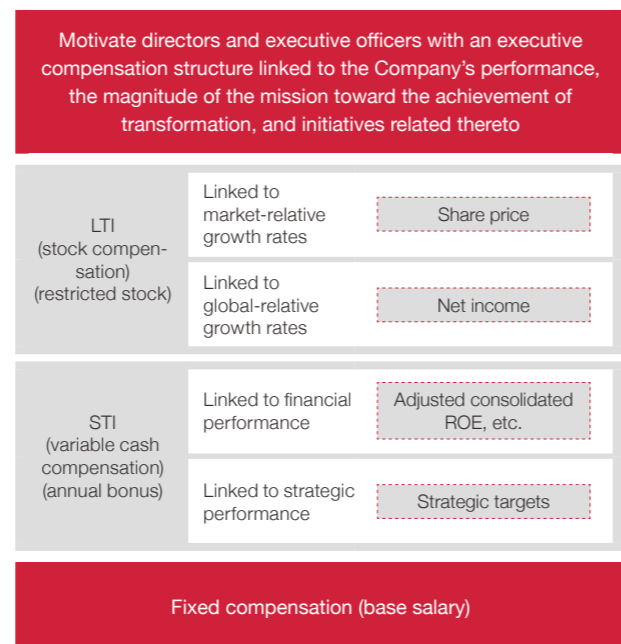 Motivate directors and executive officers with an executive
compensation structure linked to the Company's performance,
the magnitude of the mission toward the achievement of
transformation, and initiatives related thereto
LTI
(stock compen-
sation)
(restricted stock)
Linked to
market-relative
growth rates
Share price
Linked to
global-relative
growth rates
Net income
STI
(variable cash
compensation)
(annual bonus)
Linked to financial
performance
Adjusted consolidated
ROE, etc.
Linked to strategic
performance
Strategic targets
Fixed compensation (base salary)